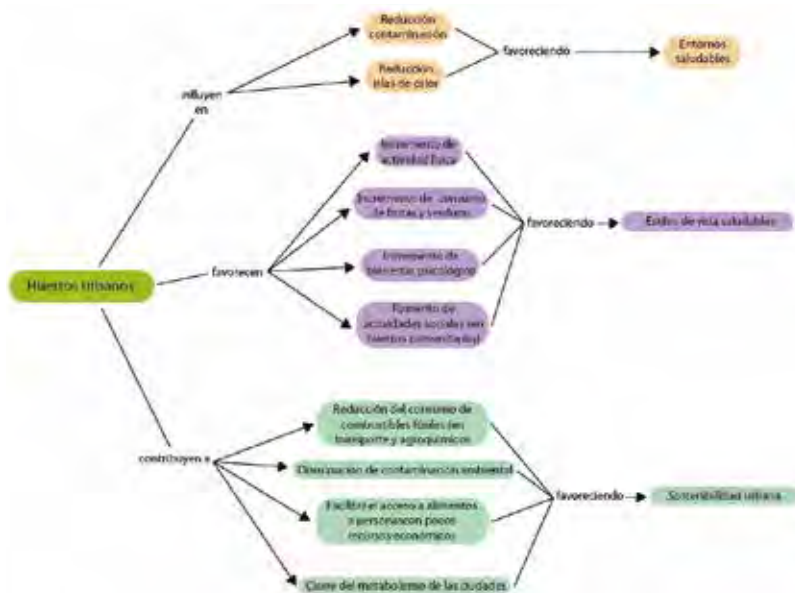 Reducción
contaminación
favoreciendo
Entornos
saludables
Reducción
islas de calor
influyen
en
Incremento de
actividad física
Incremento de consumo
de frutas y verduras
favoreciendo
Estilos de vida saludables
Huertos urbanos
favorecen
Incremento de
bienestar psicológico
Fomento de
actividades sociales (en
huertos comunitarios)
Reducción del consumo de
combustibles fósiles (en
transporte y agroquímicos
contribuyen a
Disminución de contaminación ambiental
favoreciendo
Sostenibilidad urbana
Facilita el acceso a alimentos
a personas con pocos
recursos económicos
Cierre del metabolismo de las ciudades